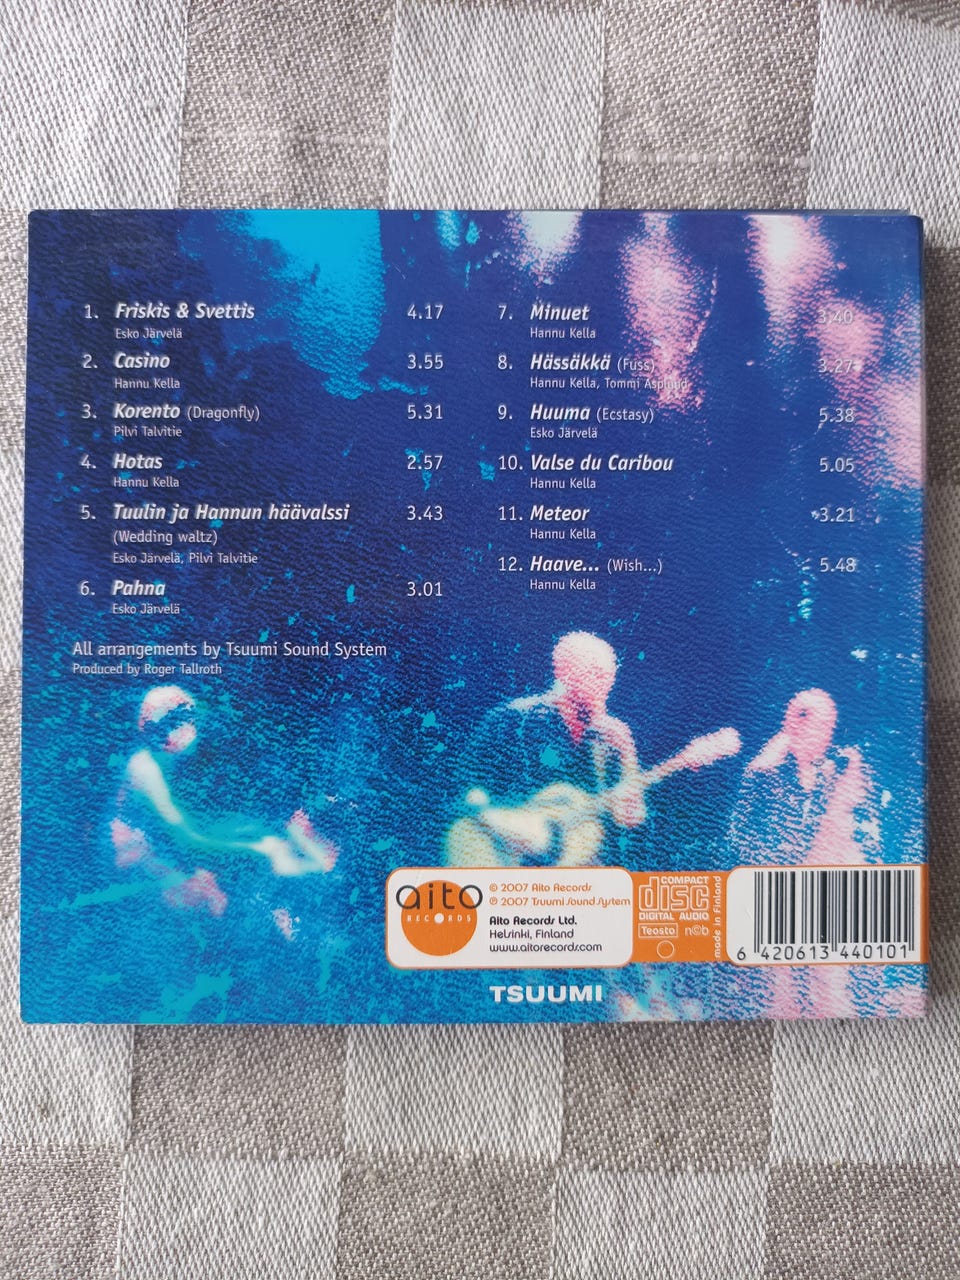 1. Friskis & Svettis 4.17
Esko Järvelä
2. Casino 3.55
Hannu Kella
3. Korento (Dragonfly) 5.31
Pilvi Talvitie
4. Hotas 2.57
Hannu Kella
5. Tuulin ja Hannun häävalssi 3.43
(Wedding waltz)
Esko Järvelä, Pilvi Talvitie
6. Pahna 3.01
Esko Järvelä
All arrangements by Tsuumi Sound System
Produced by Roger Tallroth
7. Minuet 3.40
Hannu Kella
8. Hässäkkä (Fuss) 3.27
Hannu Kella, Tommi Asplund
9. Huuma (Ecstasy) 5.38
Esko Järvelä
10. Valse du Caribou 5.05
Hannu Kella
11. Meteor 3.21
Hannu Kella
12. Haave... (Wish...) 5.48
Hannu Kella
aito
RECORDS
© 2007 Aito Records
℗ 2007 Tsuumi Sound System
Aito Records Ltd.
Helsinki, Finland
www.aitorecords.com
COMPACT
disc
DIGITAL AUDIO
Teosto n©b
made in Finland
6 420613 440101
TSUUMI